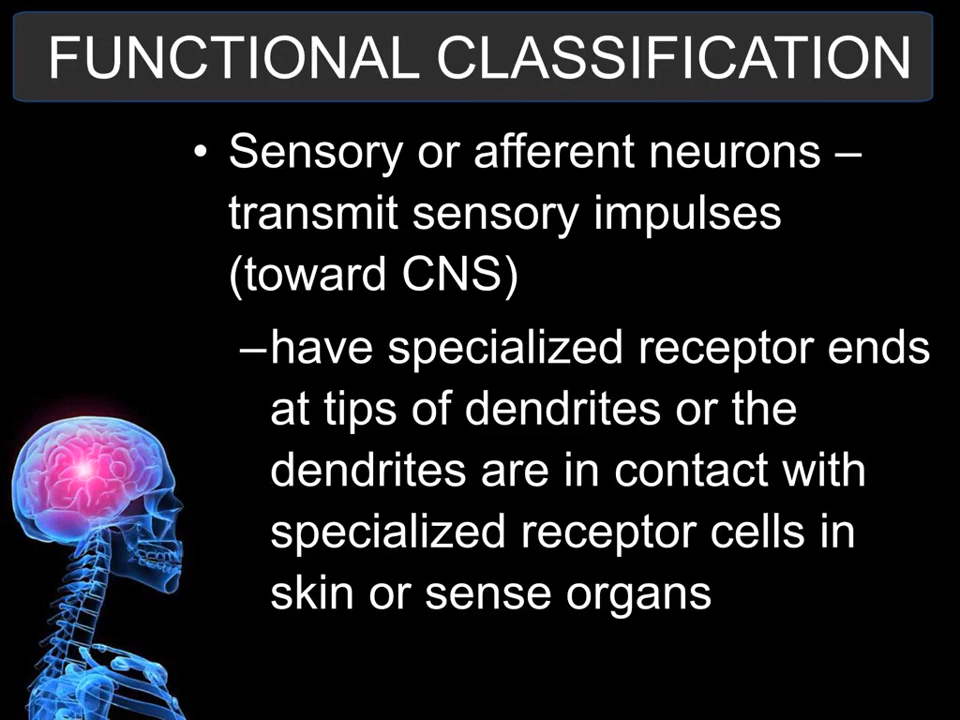 FUNCTIONAL CLASSIFICATION
• Sensory or afferent neurons –
transmit sensory impulses
(toward CNS)
–have specialized receptor ends
at tips of dendrites or the
dendrites are in contact with
specialized receptor cells in
skin or sense organs